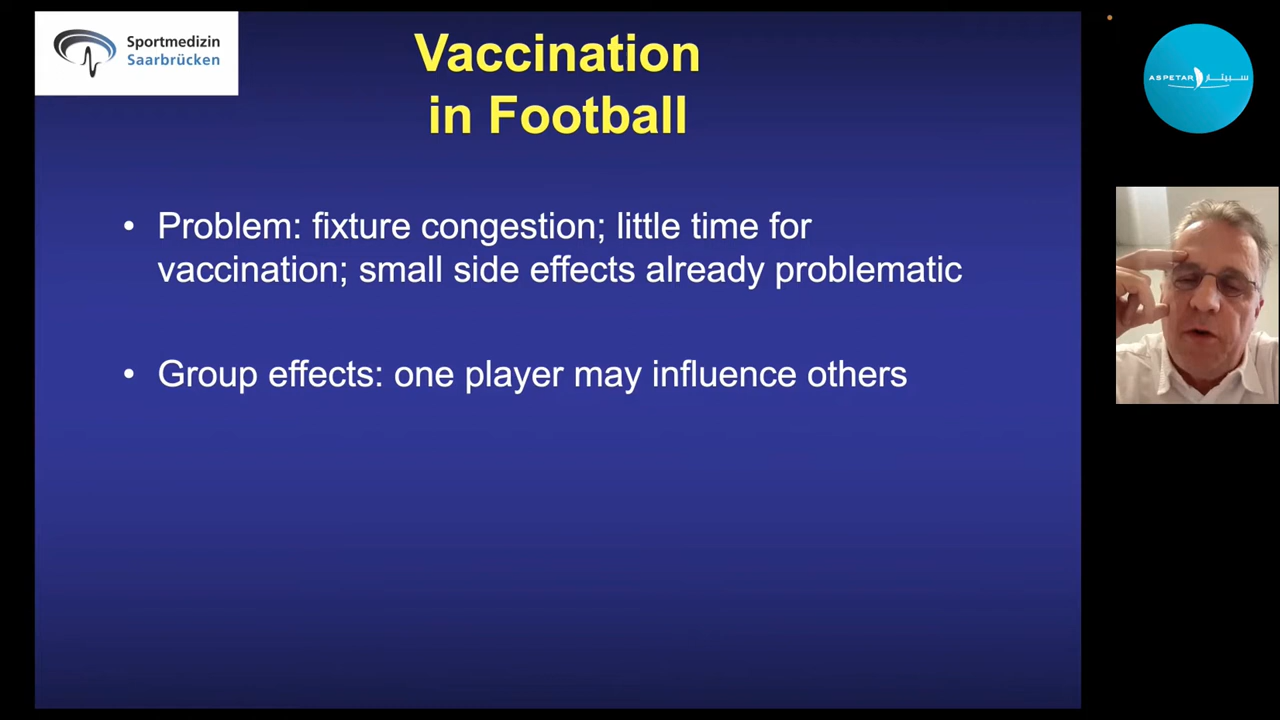 Sportmedizin
Saarbrücken
Vaccination
in Football
• Problem: fixture congestion; little time for
vaccination; small side effects already problematic
• Group effects: one player may influence others
ASPETAR سبيتار